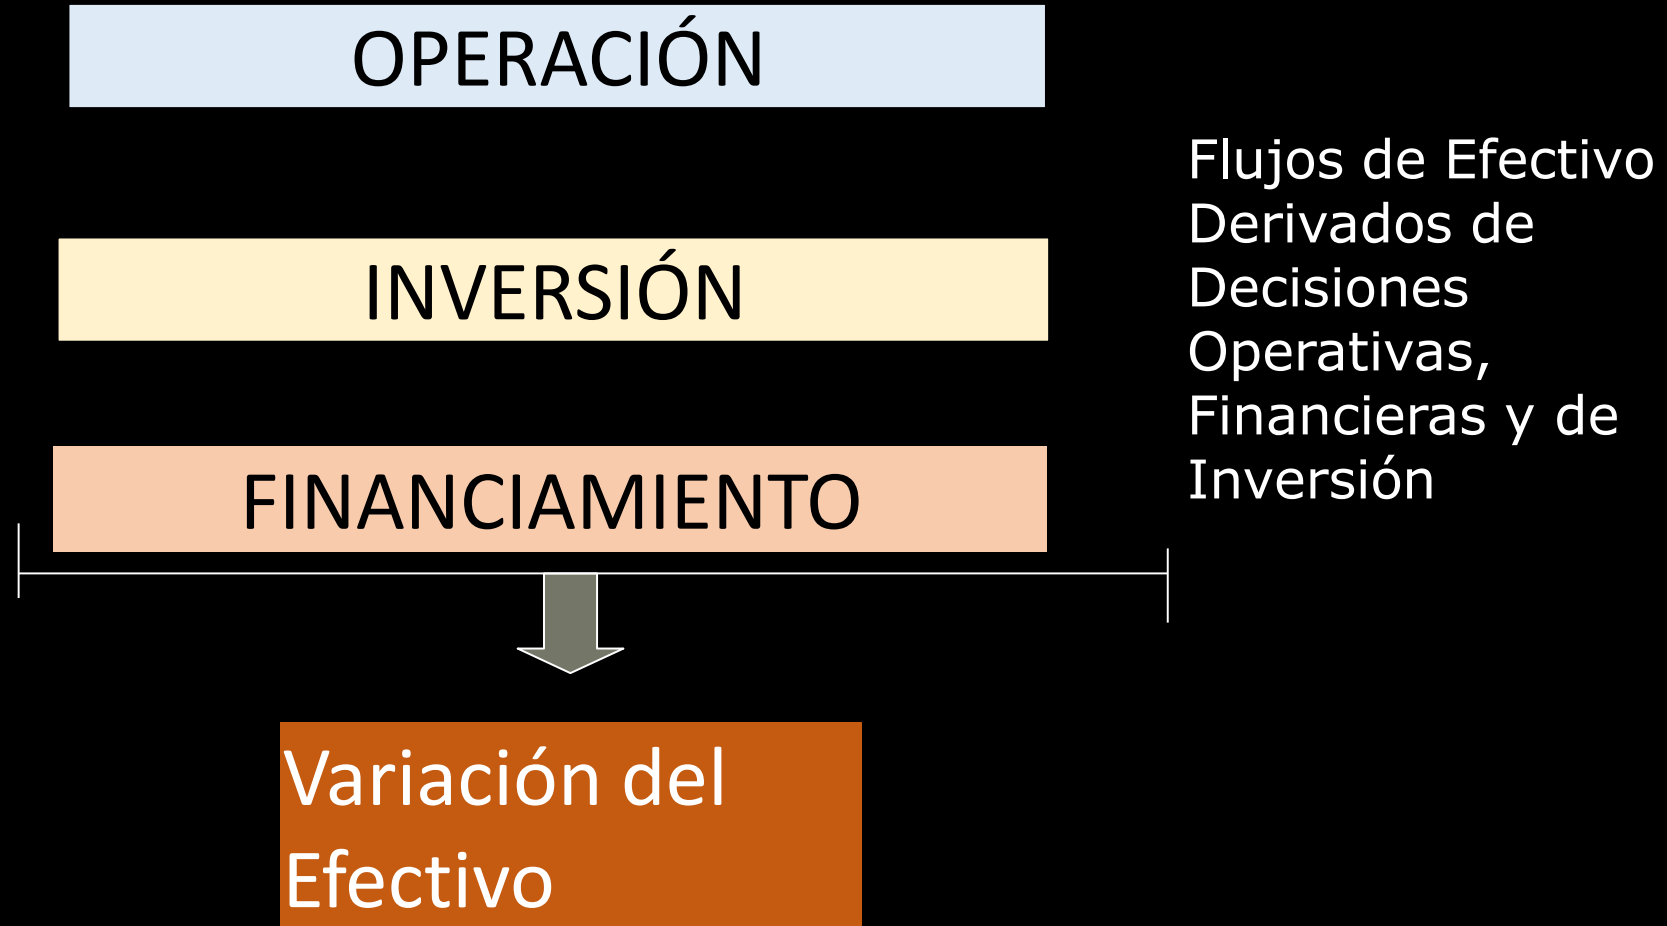 OPERACIÓN
INVERSIÓN
FINANCIAMIENTO
Flujos de Efectivo
Derivados de
Decisiones
Operativas,
Financieras y de
Inversión
Variación del
Efectivo